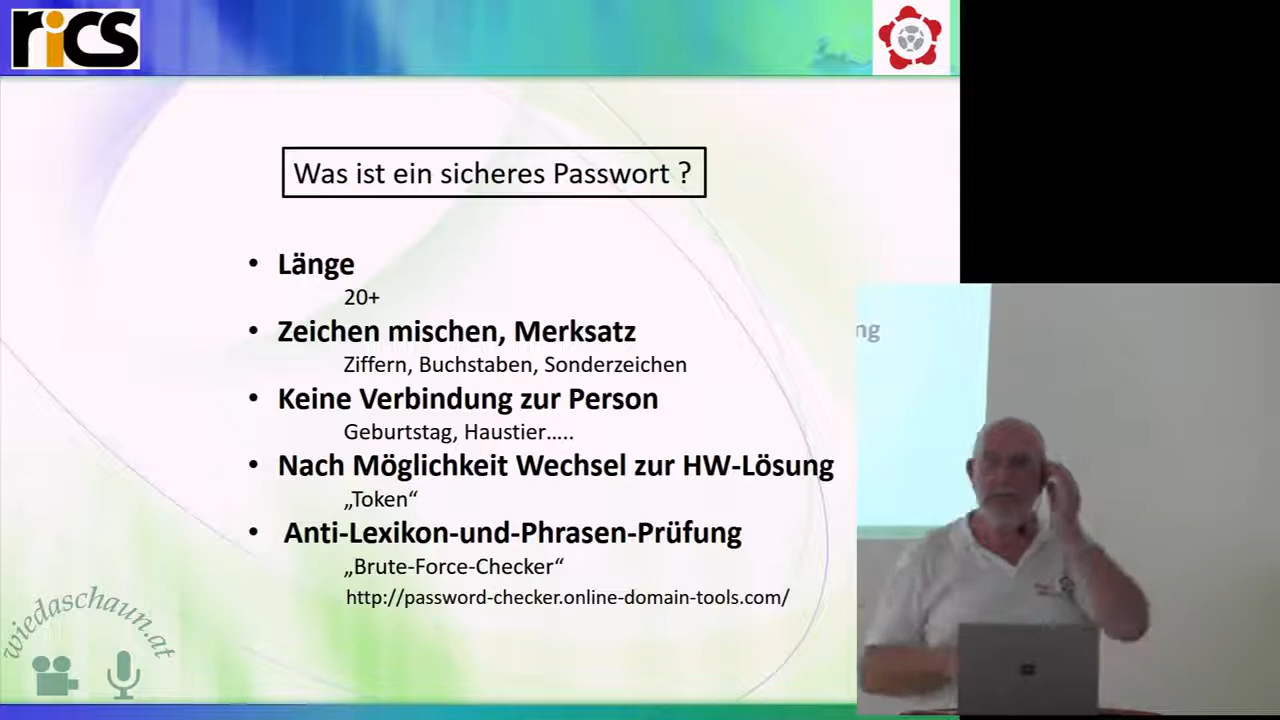 rics
Was ist ein sicheres Passwort ?
• Länge
20+
• Zeichen mischen, Merksatz
Ziffern, Buchstaben, Sonderzeichen
• Keine Verbindung zur Person
Geburtstag, Haustier…..
• Nach Möglichkeit Wechsel zur HW-Lösung
„Token“
• Anti-Lexikon-und-Phrasen-Prüfung
„Brute-Force-Checker“
http://password-checker.online-domain-tools.com/
wiedaschaun.at
ng